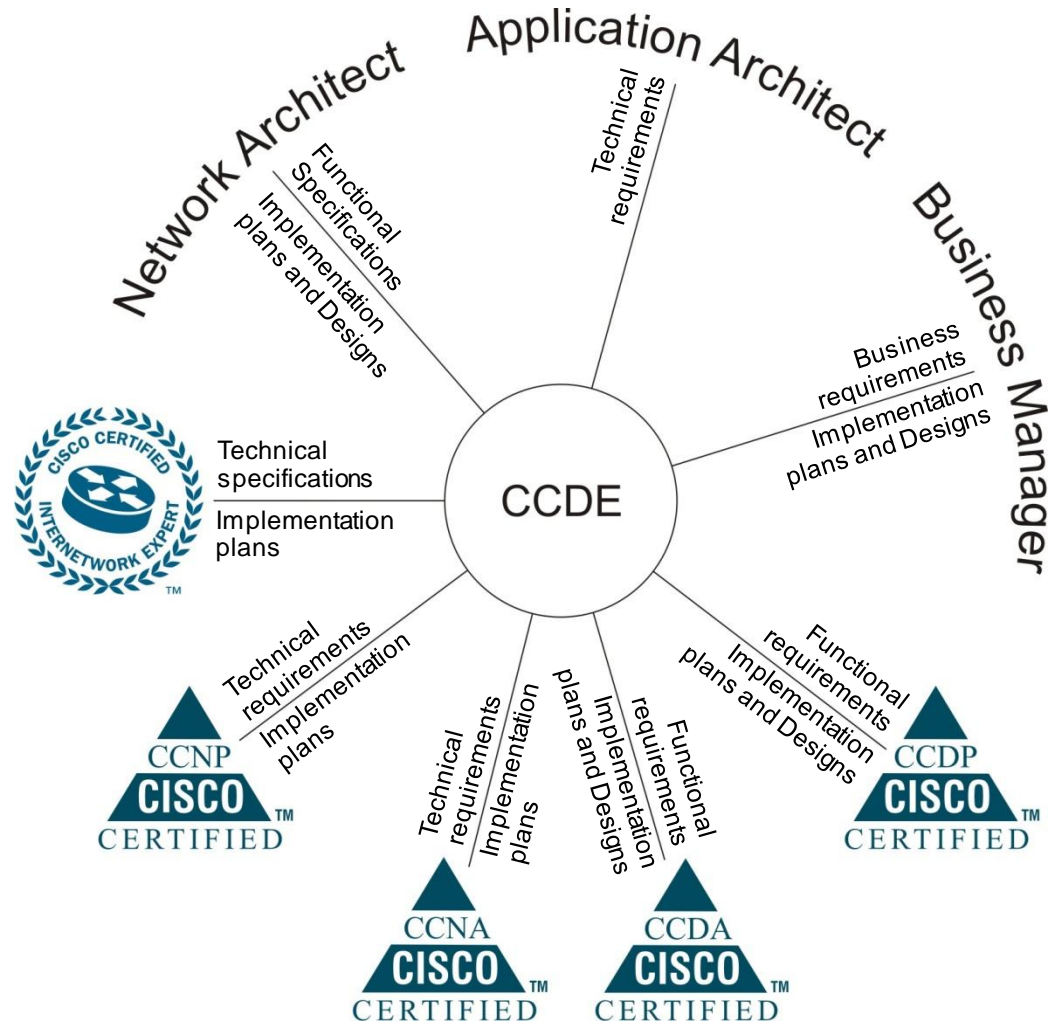 Network Architect
Application Architect
Business Manager
Functional
Specifications
Implementation
plans and Designs
Technical
requirements
Business
requirements
Implementation
plans and Designs
CISCO CERTIFIED
INTERNETWORK EXPERT
TM
Technical
specifications
Implementation
plans
CCDE
Technical
requirements
Implementation
plans
CCNP
CISCO
TM
CERTIFIED
Technical
requirements
Implementation
plans
CCNA
CISCO
TM
CERTIFIED
Functional
requirements
Implementation
plans and Designs
CCDA
CISCO
TM
CERTIFIED
Functional
requirements
Implementation
plans and Designs
CCDP
CISCO
TM
CERTIFIED